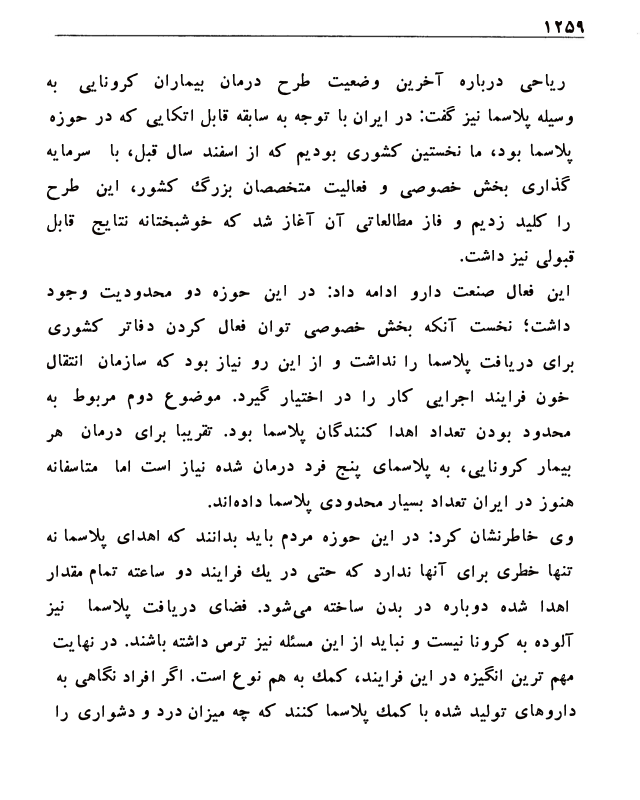 ۱۲۵۹
ریاحی درباره آخرین وضعیت طرح درمان بیماران کرونایی به
وسیله پلاسما نیز گفت: در ایران با توجه به سابقه قابل اتکایی که در حوزه
پلاسما بود، ما نخستین کشوری بودیم که از اسفند سال قبل، با سرمایه
گذاری بخش خصوصی و فعالیت متخصصان بزرگ کشور، این طرح
را کلید زدیم و فاز مطالعاتی آن آغاز شد که خوشبختانه نتایج قابل
قبولی نیز داشت.
این فعال صنعت دارو ادامه داد: در این حوزه دو محدودیت وجود
داشت؛ نخست آنکه بخش خصوصی توان فعال کردن دفاتر کشوری
برای دریافت پلاسما را نداشت و از این رو نیاز بود که سازمان انتقال
خون فرایند اجرایی کار را در اختیار گیرد. موضوع دوم مربوط به
محدود بودن تعداد اهدا کنندگان پلاسما بود. تقریبا برای درمان هر
بیمار کرونایی، به پلاسمای پنج فرد درمان شده نیاز است اما متاسفانه
هنوز در ایران تعداد بسیار محدودی پلاسما داده‌اند.
وی خاطرنشان کرد: در این حوزه مردم باید بدانند که اهدای پلاسما نه
تنها خطری برای آنها ندارد که حتی در یك فرایند دو ساعته تمام مقدار
اهدا شده دوباره در بدن ساخته می‌شود. فضای دریافت پلاسما نیز
آلوده به کرونا نیست و نباید از این مسئله نیز ترس داشته باشند. در نهایت
مهم ترین انگیزه در این فرایند، کمك به هم نوع است. اگر افراد نگاهی به
داروهای تولید شده با کمك پلاسما کنند که چه میزان درد و دشواری را